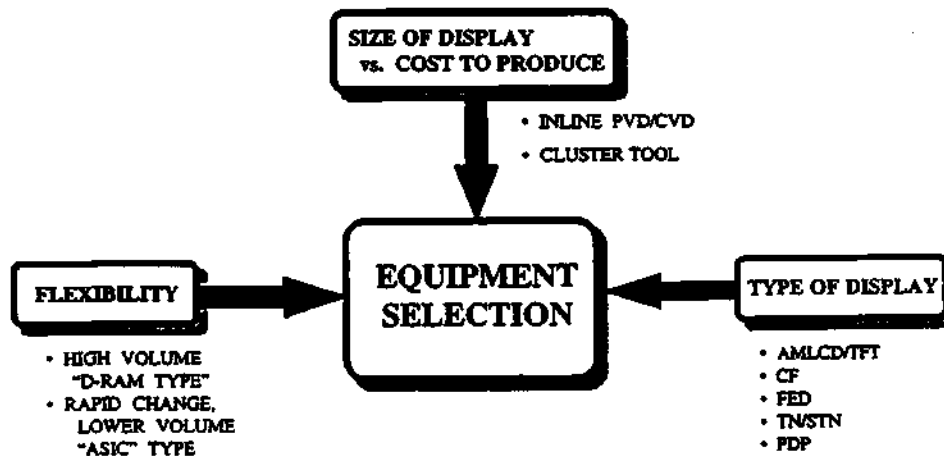 SIZE OF DISPLAY
vs. COST TO PRODUCE
• INLINE PVD/CVD
• CLUSTER TOOL
EQUIPMENT
SELECTION
FLEXIBILITY
• HIGH VOLUME
"D-RAM TYPE"
• RAPID CHANGE,
LOWER VOLUME
"ASIC" TYPE
TYPE OF DISPLAY
• AMLCD/TFT
• CF
• FED
• TN/STN
• PDP